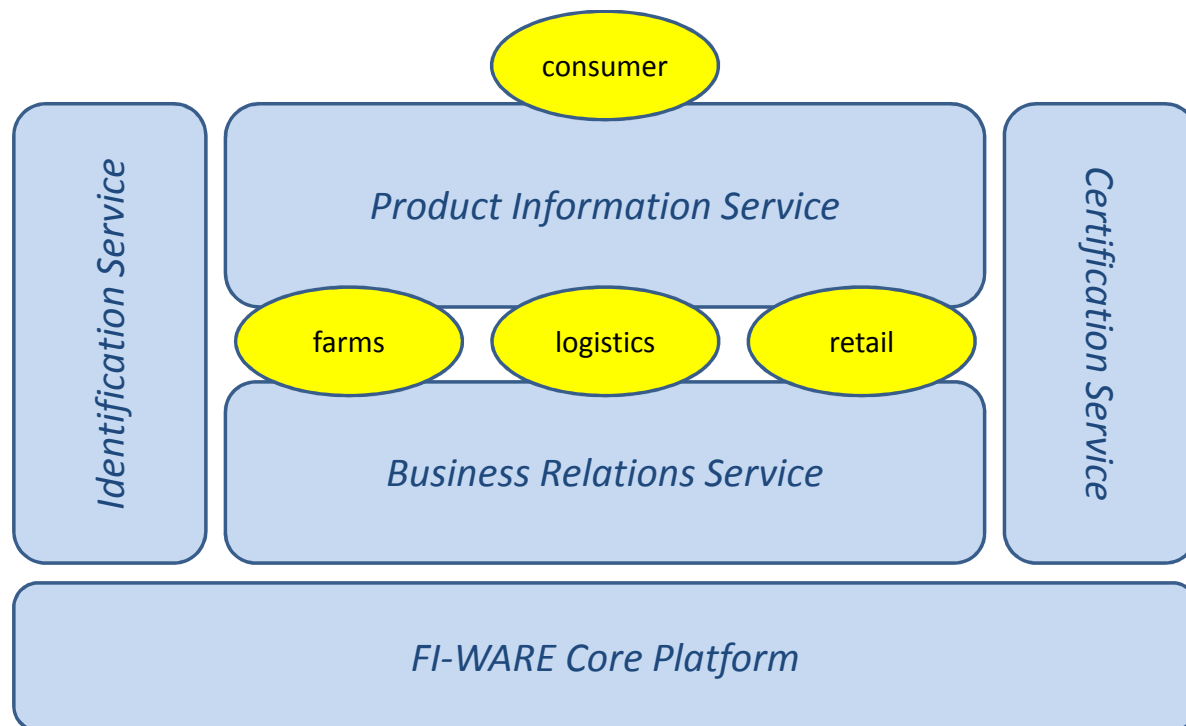 consumer
Identification Service
Product Information Service
Certification Service
farms
logistics
retail
Business Relations Service
FI-WARE Core Platform